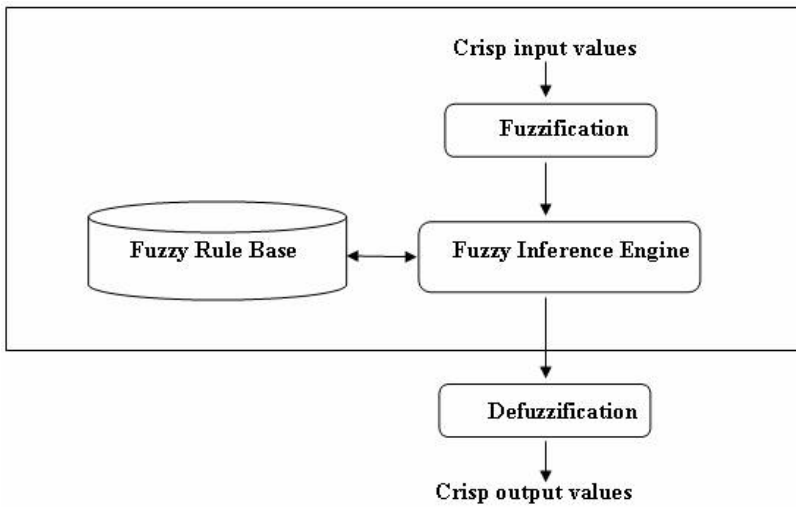 Crisp input values
Fuzzification
Fuzzy Rule Base
Fuzzy Inference Engine
Defuzzification
Crisp output values